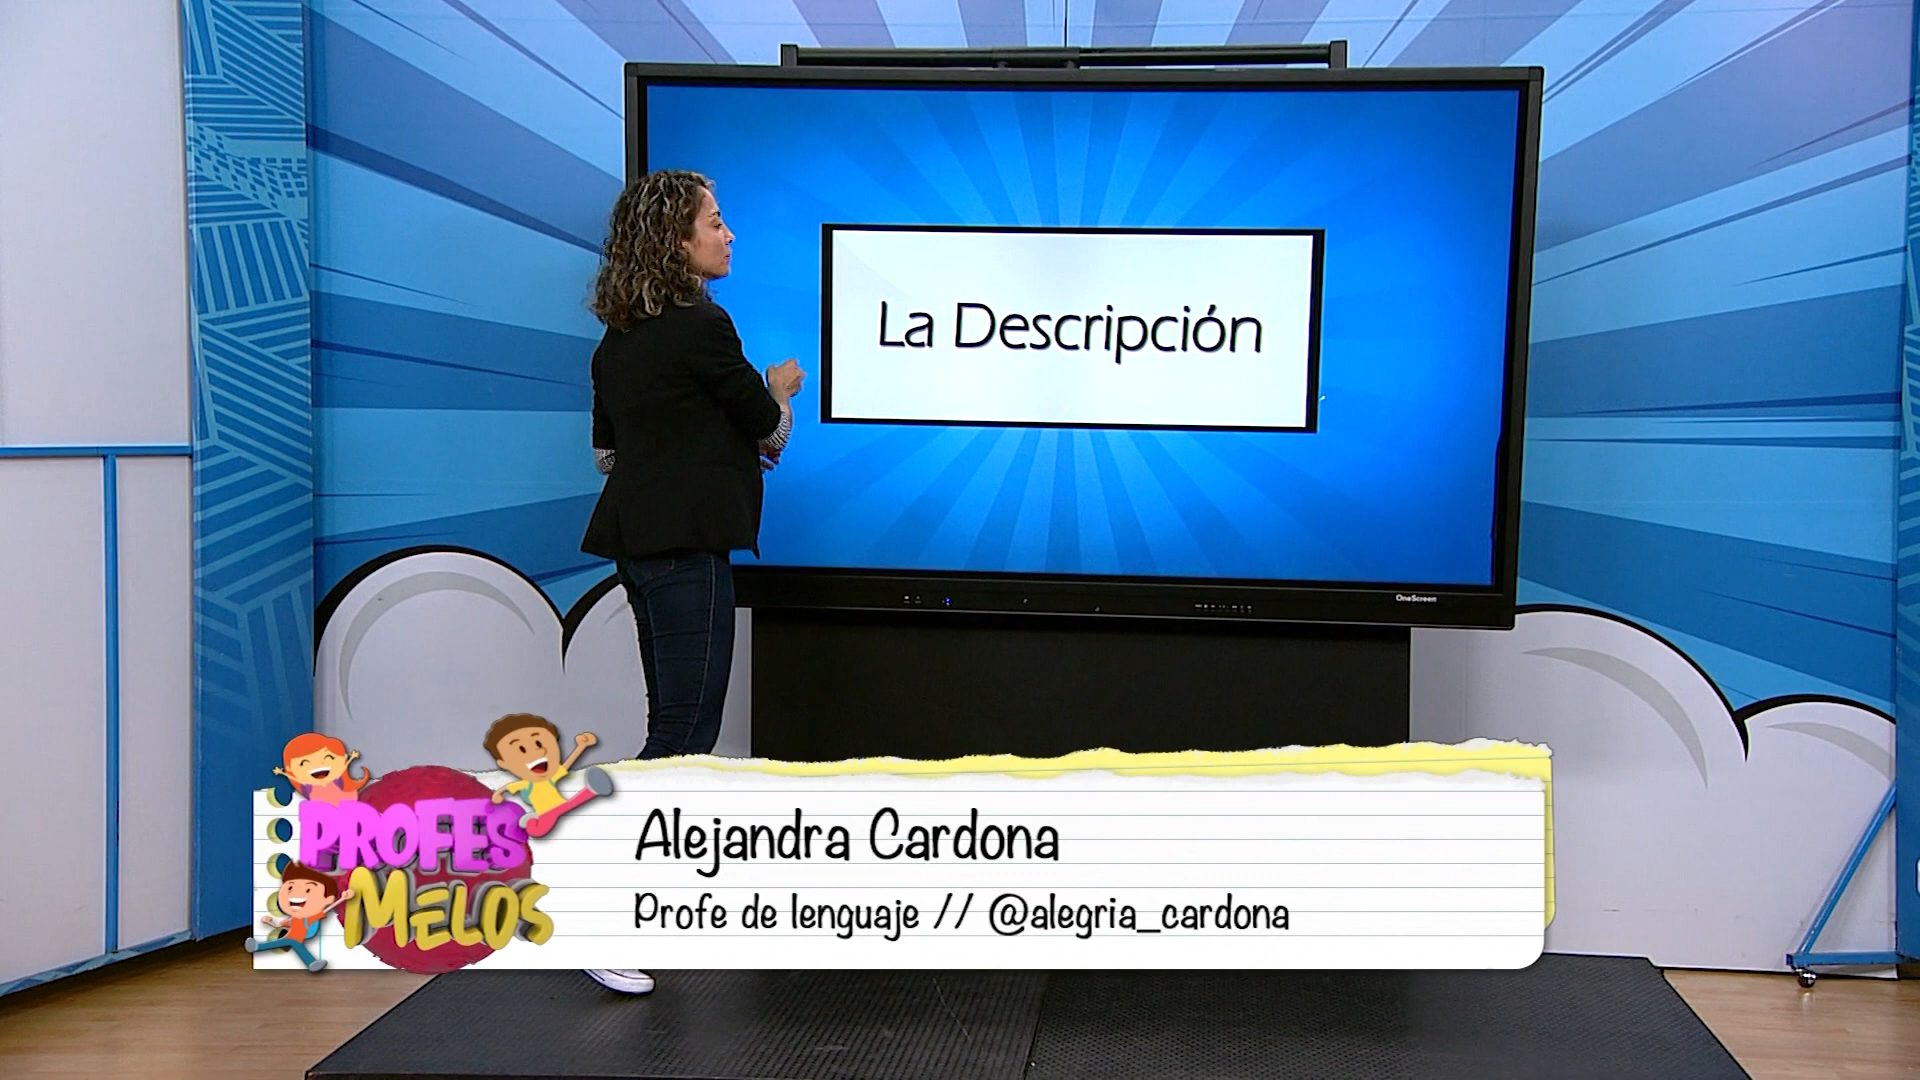 La Descripción
OneScreen
PROFES
MELOS
Alejandra Cardona
Profe de lenguaje // @alegria_cardona